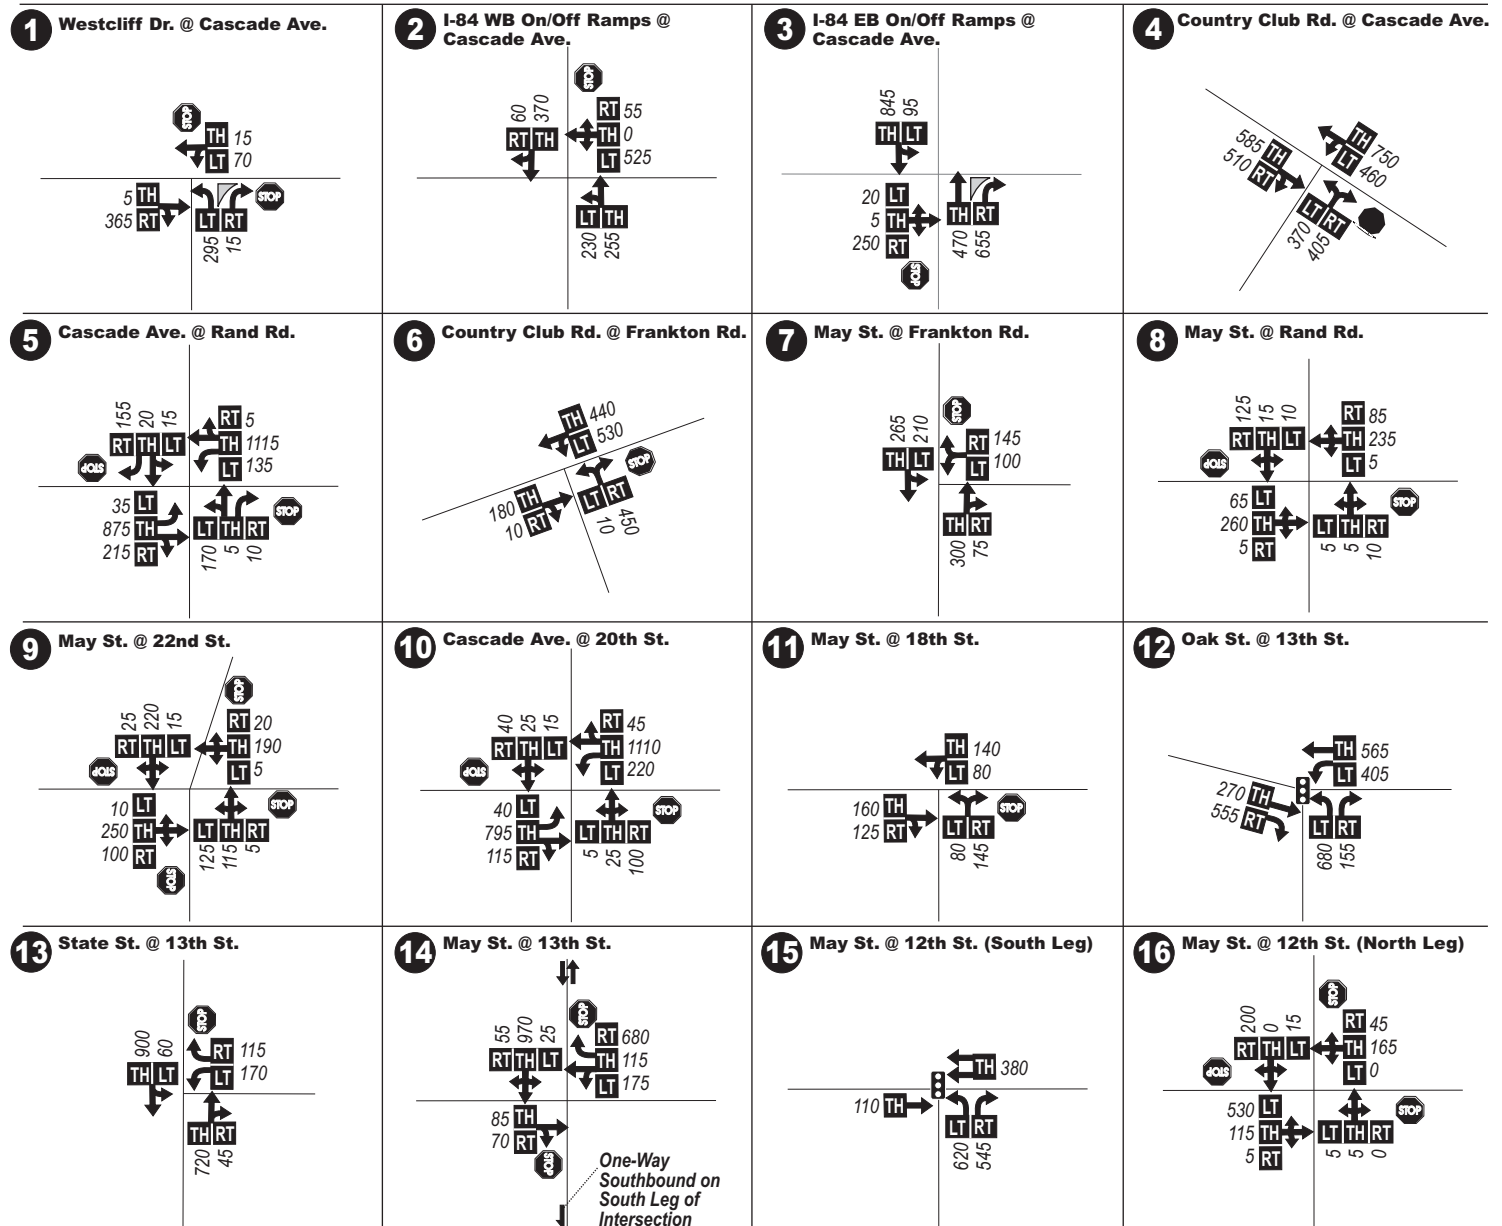 1 Westcliff Dr. @ Cascade Ave.
STOP
TH 15
LT 70
5 TH
365 RT
LT RT
295 15
STOP
2 I-84 WB On/Off Ramps @
Cascade Ave.
STOP
60 370
RT TH
RT 55
TH 0
LT 525
LT TH
230 255
3 I-84 EB On/Off Ramps @
Cascade Ave.
845 95
TH LT
20 LT
5 TH
250 RT
STOP
TH RT
470 655
4 Country Club Rd. @ Cascade Ave.
TH 750
LT 460
585 TH
510 RT
LT RT
370 405
5 Cascade Ave. @ Rand Rd.
155 20 15
RT TH LT
STOP
RT 5
TH 1115
LT 135
35 LT
875 TH
215 RT
LT TH RT
170 5 10
STOP
6 Country Club Rd. @ Frankton Rd.
TH 440
LT 530
STOP
180 TH
10 RT
LT RT
10 450
7 May St. @ Frankton Rd.
265 210
TH LT
STOP
RT 145
LT 100
TH RT
300 75
8 May St. @ Rand Rd.
125 15 10
RT TH LT
STOP
RT 85
TH 235
LT 5
65 LT
260 TH
5 RT
LT TH RT
5 5 10
STOP
9 May St. @ 22nd St.
STOP
25 220 15
RT TH LT
STOP
RT 20
TH 190
LT 5
10 LT
250 TH
100 RT
STOP
LT TH RT
125 115 5
STOP
10 Cascade Ave. @ 20th St.
40 25 15
RT TH LT
STOP
RT 45
TH 1110
LT 220
40 LT
795 TH
115 RT
LT TH RT
5 25 100
STOP
11 May St. @ 18th St.
TH 140
LT 80
160 TH
125 RT
LT RT
80 145
STOP
12 Oak St. @ 13th St.
TH 565
LT 405
270 TH
555 RT
LT RT
680 155
13 State St. @ 13th St.
STOP
900 60
TH LT
RT 115
LT 170
TH RT
720 45
14 May St. @ 13th St.
STOP
55 970 25
RT TH LT
RT 680
TH 115
LT 175
85 TH
70 RT
STOP
One-Way
Southbound on
South Leg of
Intersection
15 May St. @ 12th St. (South Leg)
TH 380
110 TH
LT RT
620 545
16 May St. @ 12th St. (North Leg)
STOP
200 0 15
RT TH LT
STOP
RT 45
TH 165
LT 0
530 LT
115 TH
5 RT
LT TH RT
5 5 0
STOP